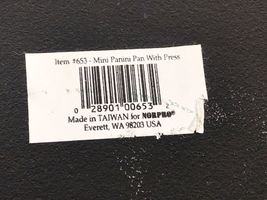 Item #653 - Mini Panini Pan With Press
0 28901 00653 2
Made in TAIWAN for NORPRO®
Everett, WA 98203 USA